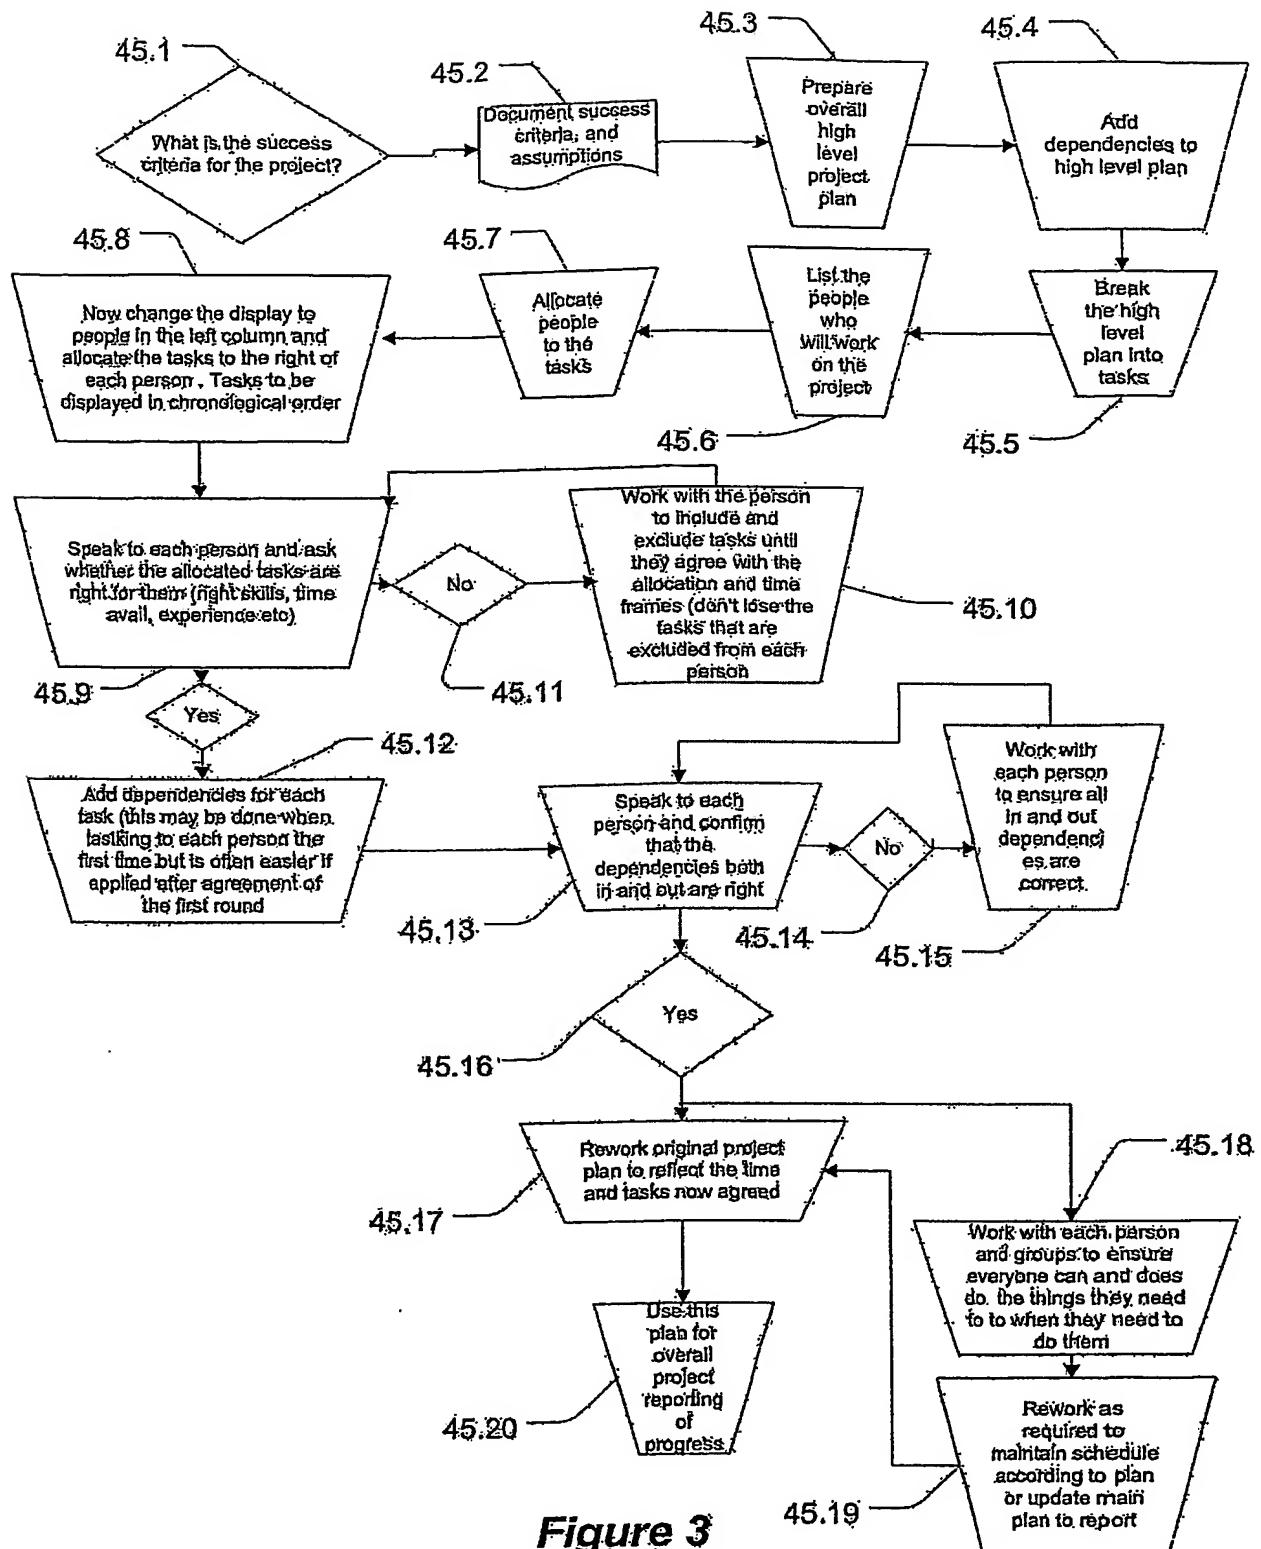 45.1
What is the success
criteria for the project?
45.2
Document success
criteria, and
assumptions
45.3
Prepare
overall
high
level
project
plan
45.4
Add
dependencies to
high level plan
45.8
Now change the display to
people in the left column and
allocate the tasks to the right of
each person . Tasks to be
displayed in chronological order
45.7
Allocate
people
to the
tasks
List the
people
who
will work
on the
project
45.6
Break
the high
level
plan into
tasks
45.5
Speak to each person and ask
whether the allocated tasks are
right for them (right skills, time
avail, experience etc)
45.9
No
45.11
Work with the person
to include and
exclude tasks until
they agree with the
allocation and time
frames (don't lose the
tasks that are
excluded from each
person
45.10
Yes
45.12
Add dependencies for each
task (this may be done when
taslking to each person the
first time but is often easier if
applied after agreement of
the first round
Speak to each
person and confirm
that the
dependencies both
in and out are right
45.13
No
45.14
Work with
each person
to ensure all
in and out
dependenci
es are
correct.
45.15
Yes
45.16
Rework original project
plan to reflect the time
and tasks now agreed
45.17
45.18
Work with each person
and groups to ensure
everyone can and does
do the things they need
to to when they need to
do them
Use this
plan for
overall
project
reporting
of
progress
45.20
Rework as
required to
maintain schedule
according to plan
or update main
plan to report
45.19
Figure 3